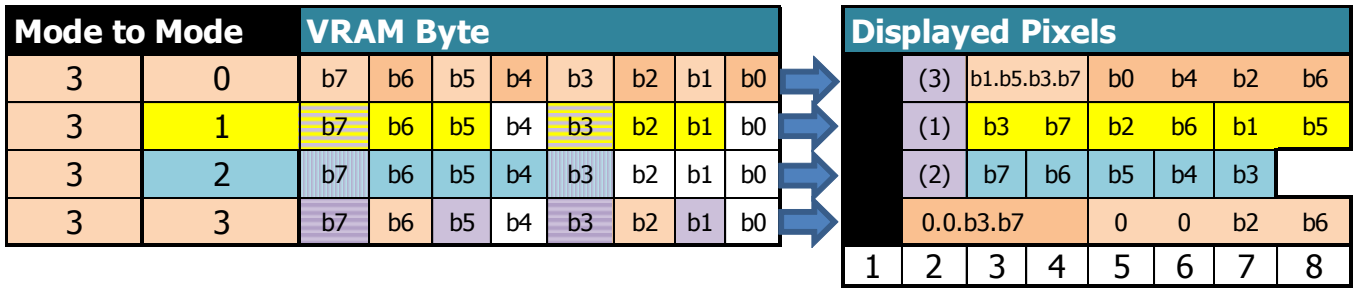 Mode to Mode VRAM Byte Displayed Pixels
3 0 b7 b6 b5 b4 b3 b2 b1 b0 (3) b1.b5.b3.b7 b0 b4 b2 b6
3 1 b7 b6 b5 b4 b3 b2 b1 b0 (1) b3 b7 b2 b6 b1 b5
3 2 b7 b6 b5 b4 b3 b2 b1 b0 (2) b7 b6 b5 b4 b3
3 3 b7 b6 b5 b4 b3 b2 b1 b0 0.0.b3.b7 0 0 b2 b6
1 2 3 4 5 6 7 8